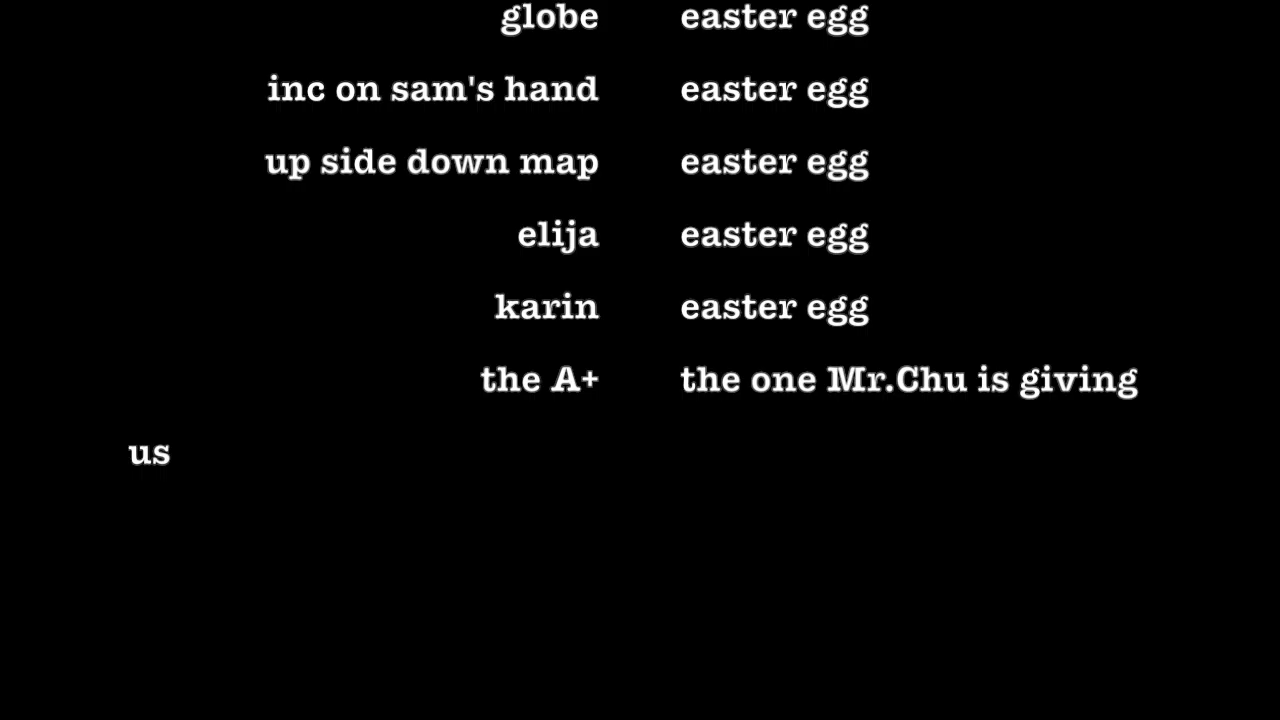 globe easter egg
inc on sam's hand easter egg
up side down map easter egg
elija easter egg
karin easter egg
the A+ the one Mr.Chu is giving
us